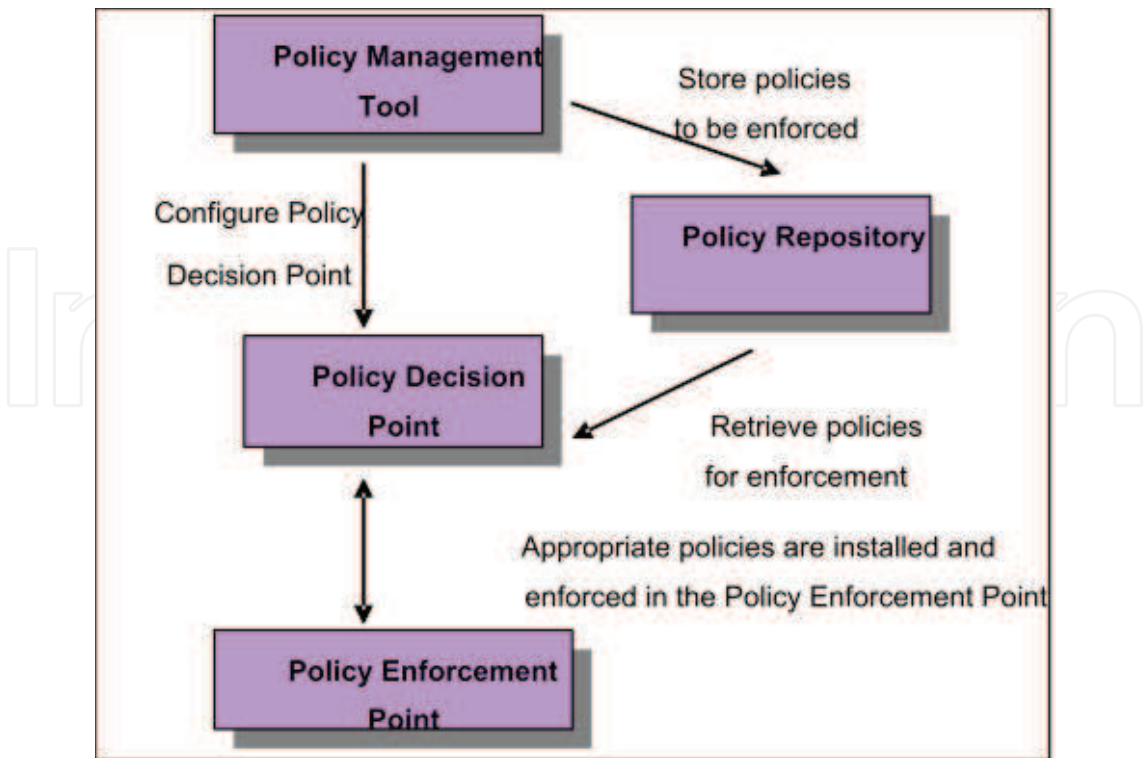 Policy Management
Tool
Store policies
to be enforced
Configure Policy
Decision Point
Policy Repository
Policy Decision
Point
Retrieve policies
for enforcement
Appropriate policies are installed and
enforced in the Policy Enforcement Point
Policy Enforcement
Point